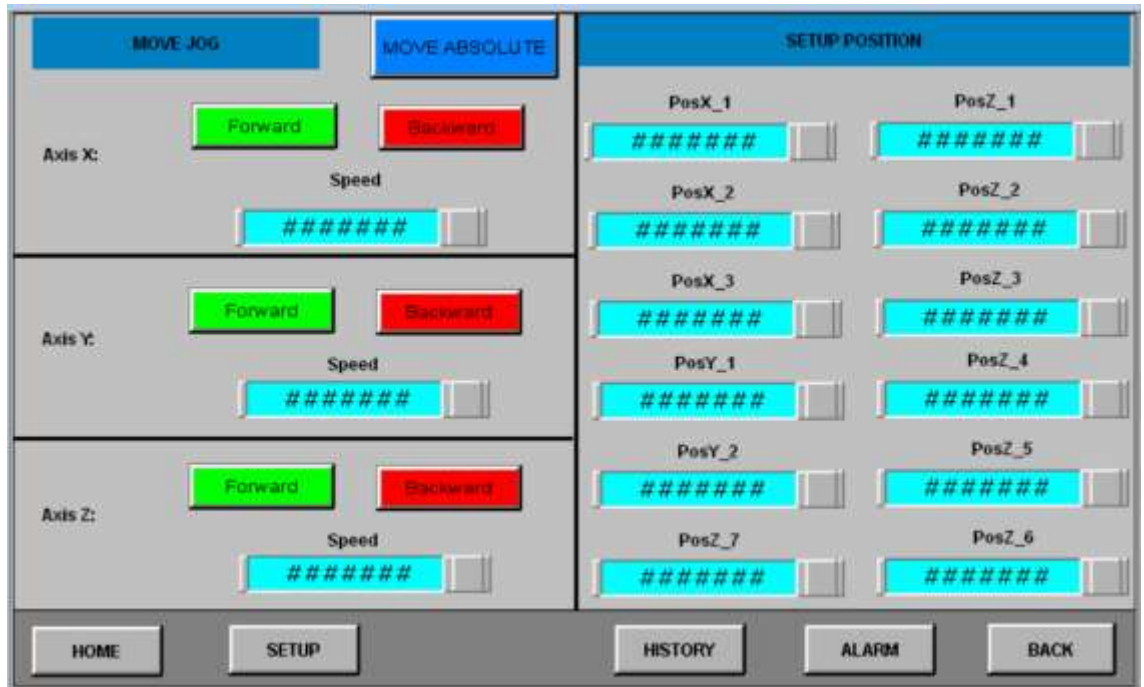 MOVE JOG
MOVE ABSOLUTE
Axis X:
Forward
Backward
Speed
#######
Axis Y:
Forward
Backward
Speed
#######
Axis Z:
Forward
Backward
Speed
#######
SETUP POSITION
PosX_1
PosZ_1
#######
#######
PosX_2
PosZ_2
#######
#######
PosX_3
PosZ_3
#######
#######
PosY_1
PosZ_4
#######
#######
PosY_2
PosZ_5
#######
#######
PosZ_7
PosZ_6
#######
#######
HOME
SETUP
HISTORY
ALARM
BACK